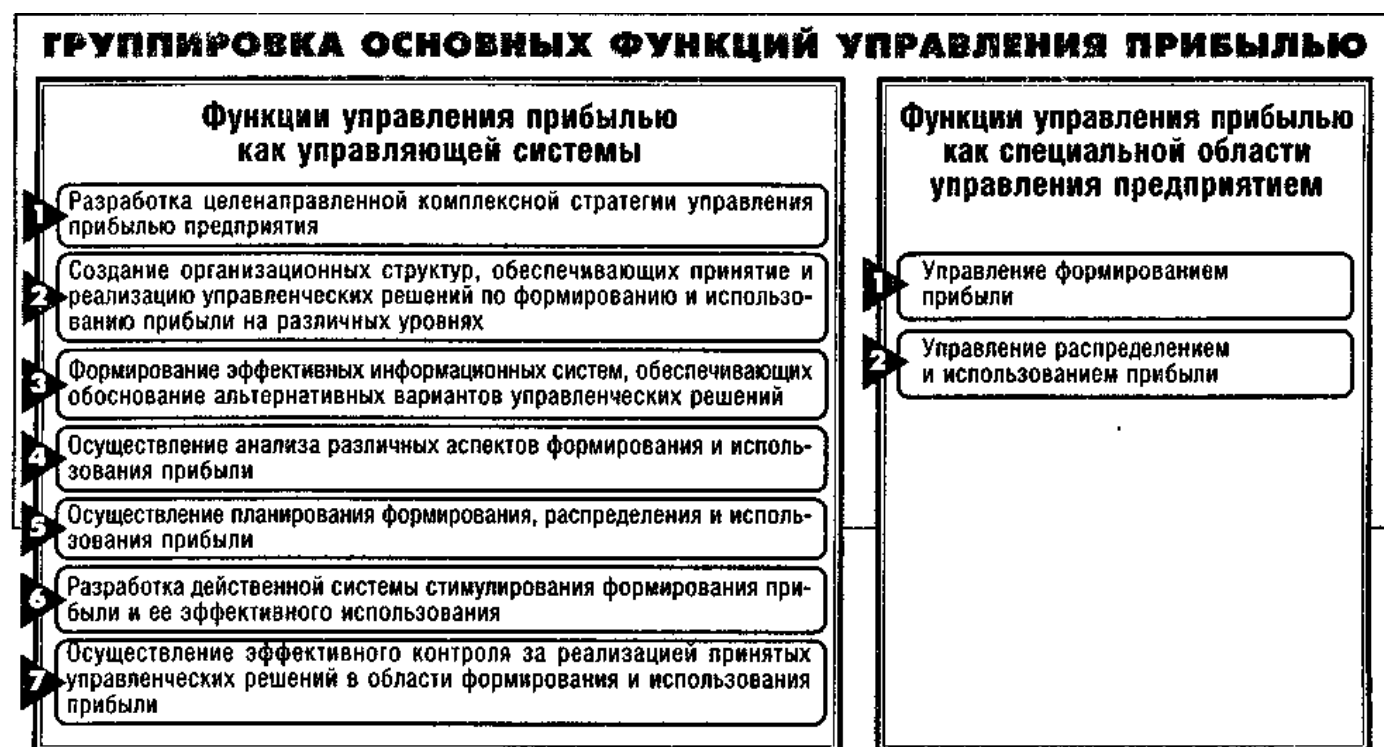 ГРУППИРОВКА ОСНОВНЫХ ФУНКЦИЙ УПРАВЛЕНИЯ ПРИБЫЛЬЮ
Функции управления прибылью
как управляющей системы
1 Разработка целенаправленной комплексной стратегии управления
прибылью предприятия
2 Создание организационных структур, обеспечивающих принятие и
реализацию управленческих решений по формированию и использо-
ванию прибыли на различных уровнях
3 Формирование эффективных информационных систем, обеспечивающих
обоснование альтернативных вариантов управленческих решений
4 Осуществление анализа различных аспектов формирования и исполь-
зования прибыли
5 Осуществление планирования формирования, распределения и исполь-
зования прибыли
6 Разработка действенной системы стимулирования формирования при-
были и ее эффективного использования
7 Осуществление эффективного контроля за реализацией принятых
управленческих решений в области формирования и использования
прибыли
Функции управления прибылью
как специальной области
управления предприятием
1 Управление формированием
прибыли
2 Управление распределением
и использованием прибыли